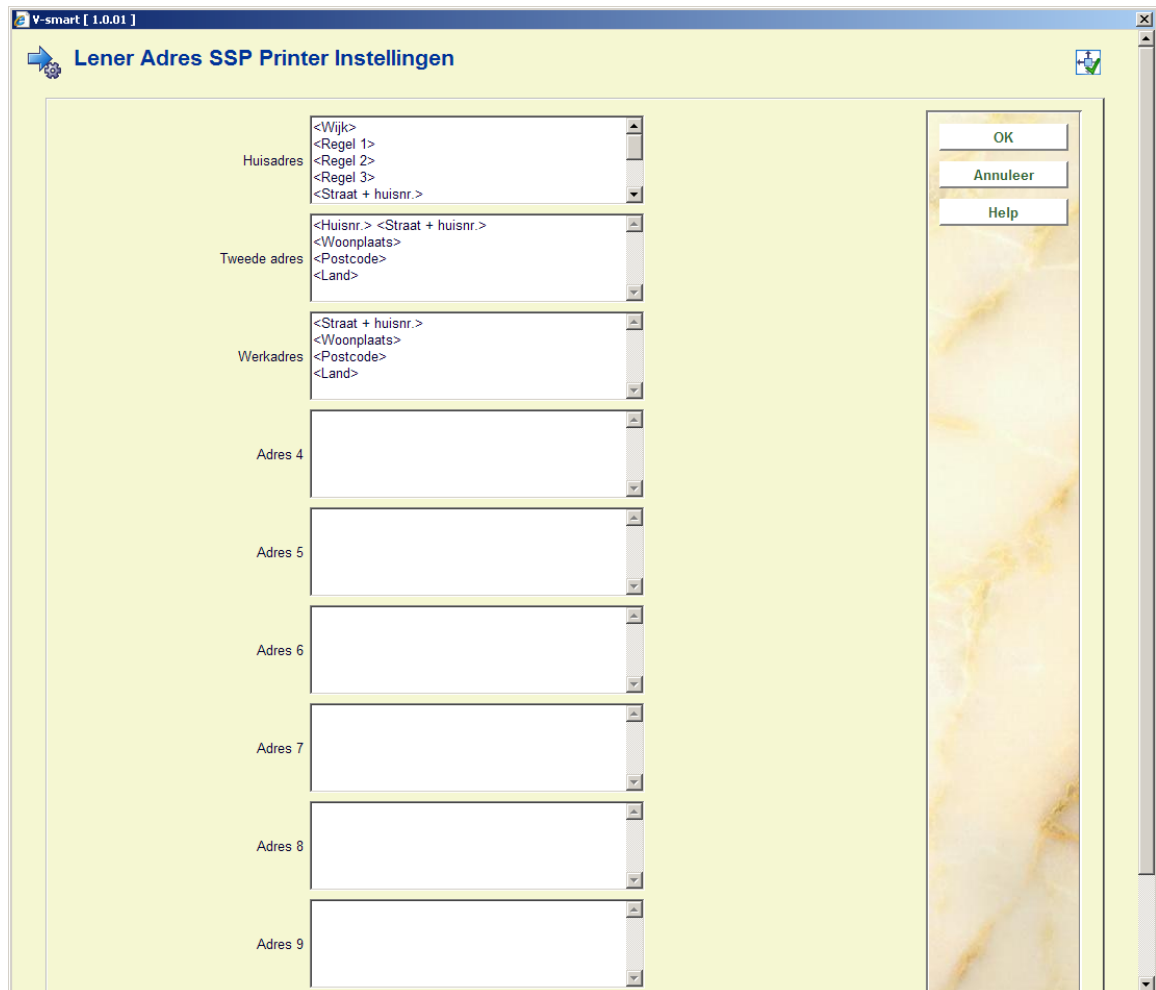 V-smart [ 1.0.01 ]
Lener Adres SSP Printer Instellingen
Huisadres
<Wijk>
<Regel 1>
<Regel 2>
<Regel 3>
<Straat + huisnr.>
Tweede adres
<Huisnr.> <Straat + huisnr.>
<Woonplaats>
<Postcode>
<Land>
Werkadres
<Straat + huisnr.>
<Woonplaats>
<Postcode>
<Land>
Adres 4
Adres 5
Adres 6
Adres 7
Adres 8
Adres 9
OK
Annuleer
Help